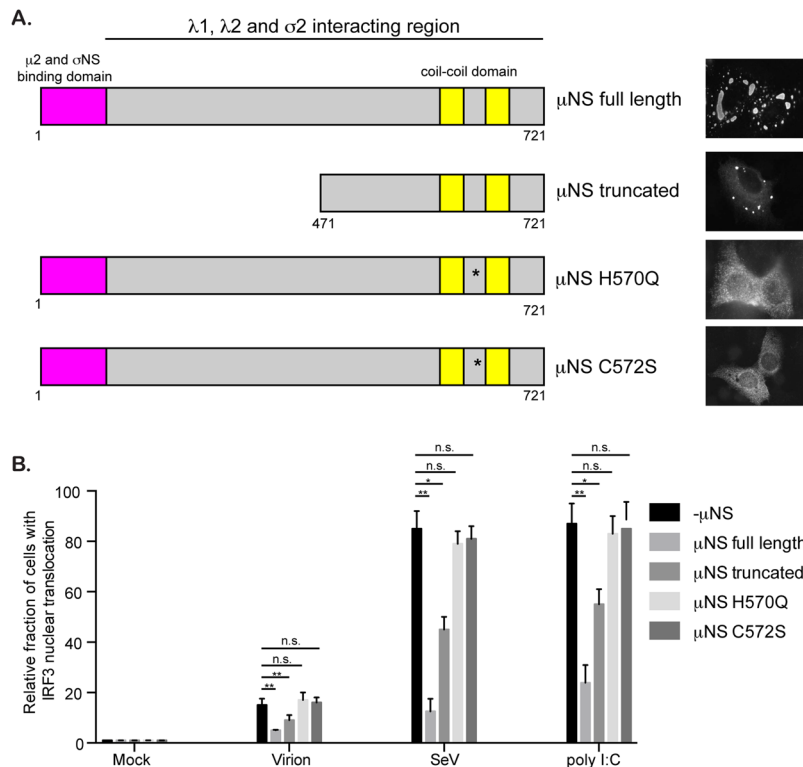 A.
λ1, λ2 and σ2 interacting region
μ2 and σNS
binding domain
coil-coil domain
μNS full length
1
721
μNS truncated
471
721
*
μNS H570Q
1
721
*
μNS C572S
1
721
B.
Relative fraction of cells with
IRF3 nuclear translocation
100
80
60
40
20
0
n.s.
n.s.
**
**
n.s.
n.s.
*
**
n.s.
n.s.
*
**
Mock
Virion
SeV
poly I:C
-μNS
μNS full length
μNS truncated
μNS H570Q
μNS C572S